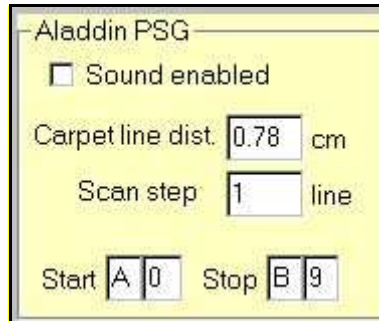 Aladdin PSG
Sound enabled
Carpet line dist. 0.78 cm
Scan step 1 line
Start A 0 Stop B 9